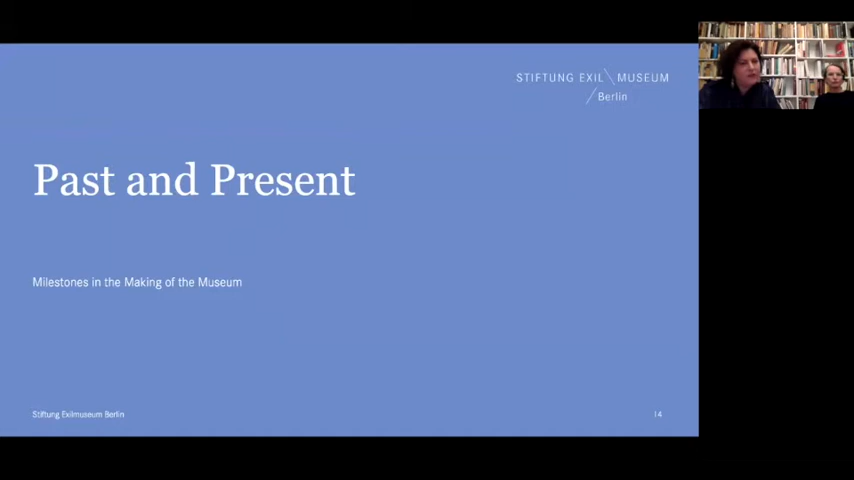 STIFTUNG EXIL MUSEUM
Berlin
Past and Present
Milestones in the Making of the Museum
Stiftung Exilmuseum Berlin
14